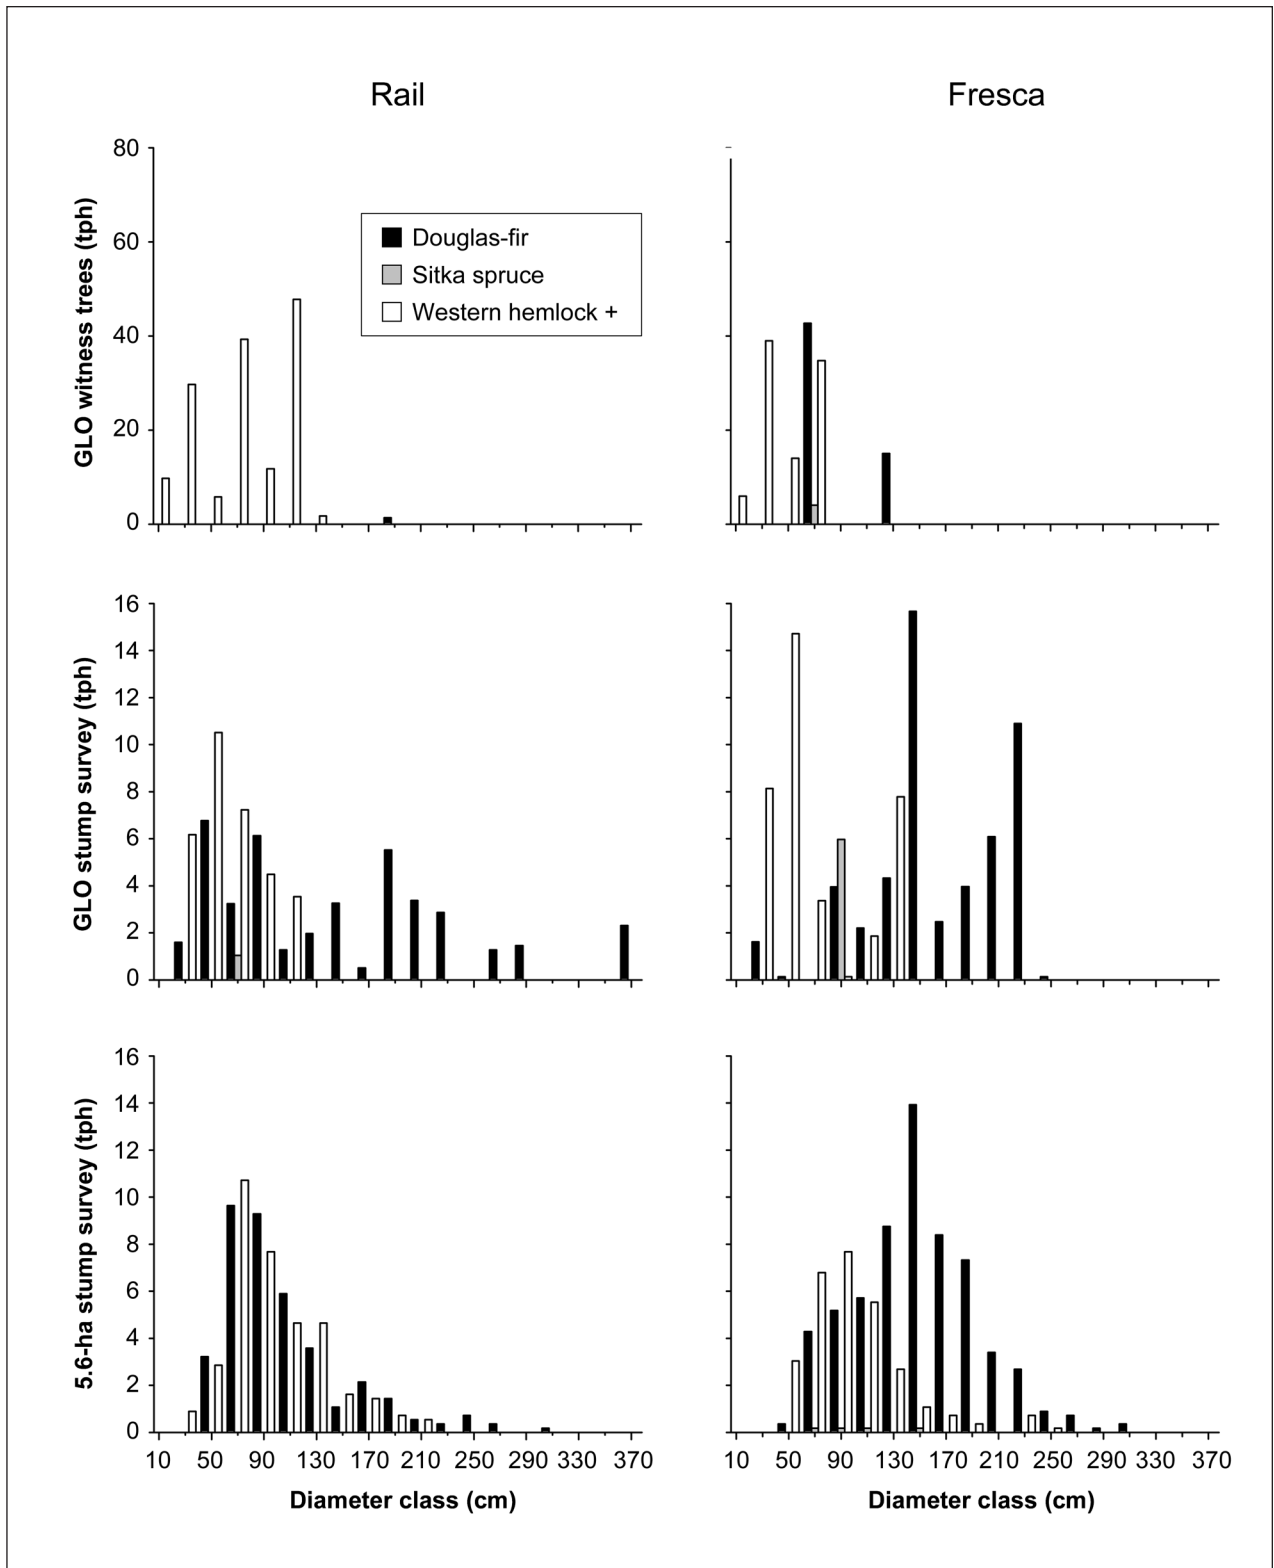 Rail
Fresca
GLO witness trees (tph)
80
60
40
20
0
Douglas-fir
Sitka spruce
Western hemlock +
GLO stump survey (tph)
16
14
12
10
8
6
4
2
0
5.6-ha stump survey (tph)
16
14
12
10
8
6
4
2
0
10 50 90 130 170 210 250 290 330 370
Diameter class (cm)
10 50 90 130 170 210 250 290 330 370
Diameter class (cm)